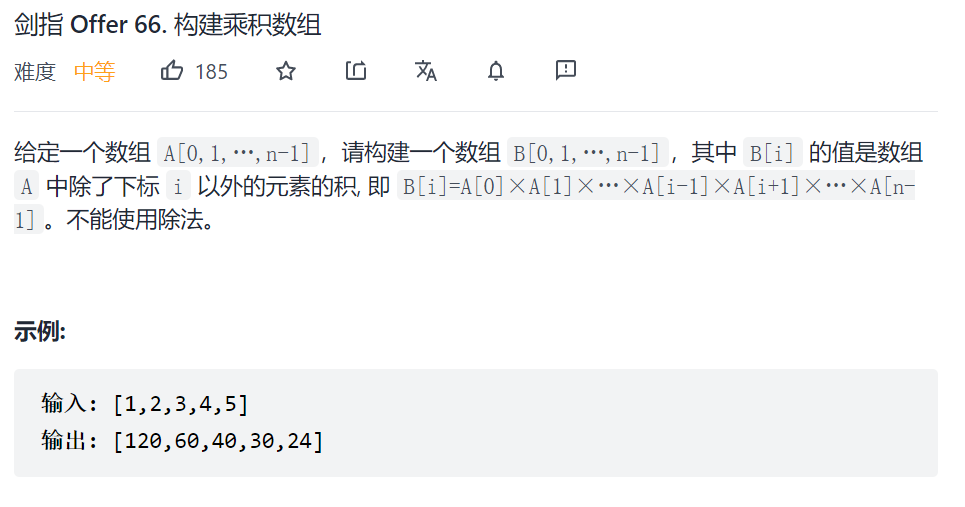 剑指 Offer 66. 构建乘积数组
难度 中等 185 文A
给定一个数组 A[0,1,…,n-1]，请构建一个数组 B[0,1,…,n-1]，其中 B[i] 的值是数组
A 中除了下标 i 以外的元素的积, 即 B[i]=A[0]×A[1]×…×A[i-1]×A[i+1]×…×A[n-
1]。不能使用除法。
示例:
输入: [1,2,3,4,5]
输出: [120,60,40,30,24]